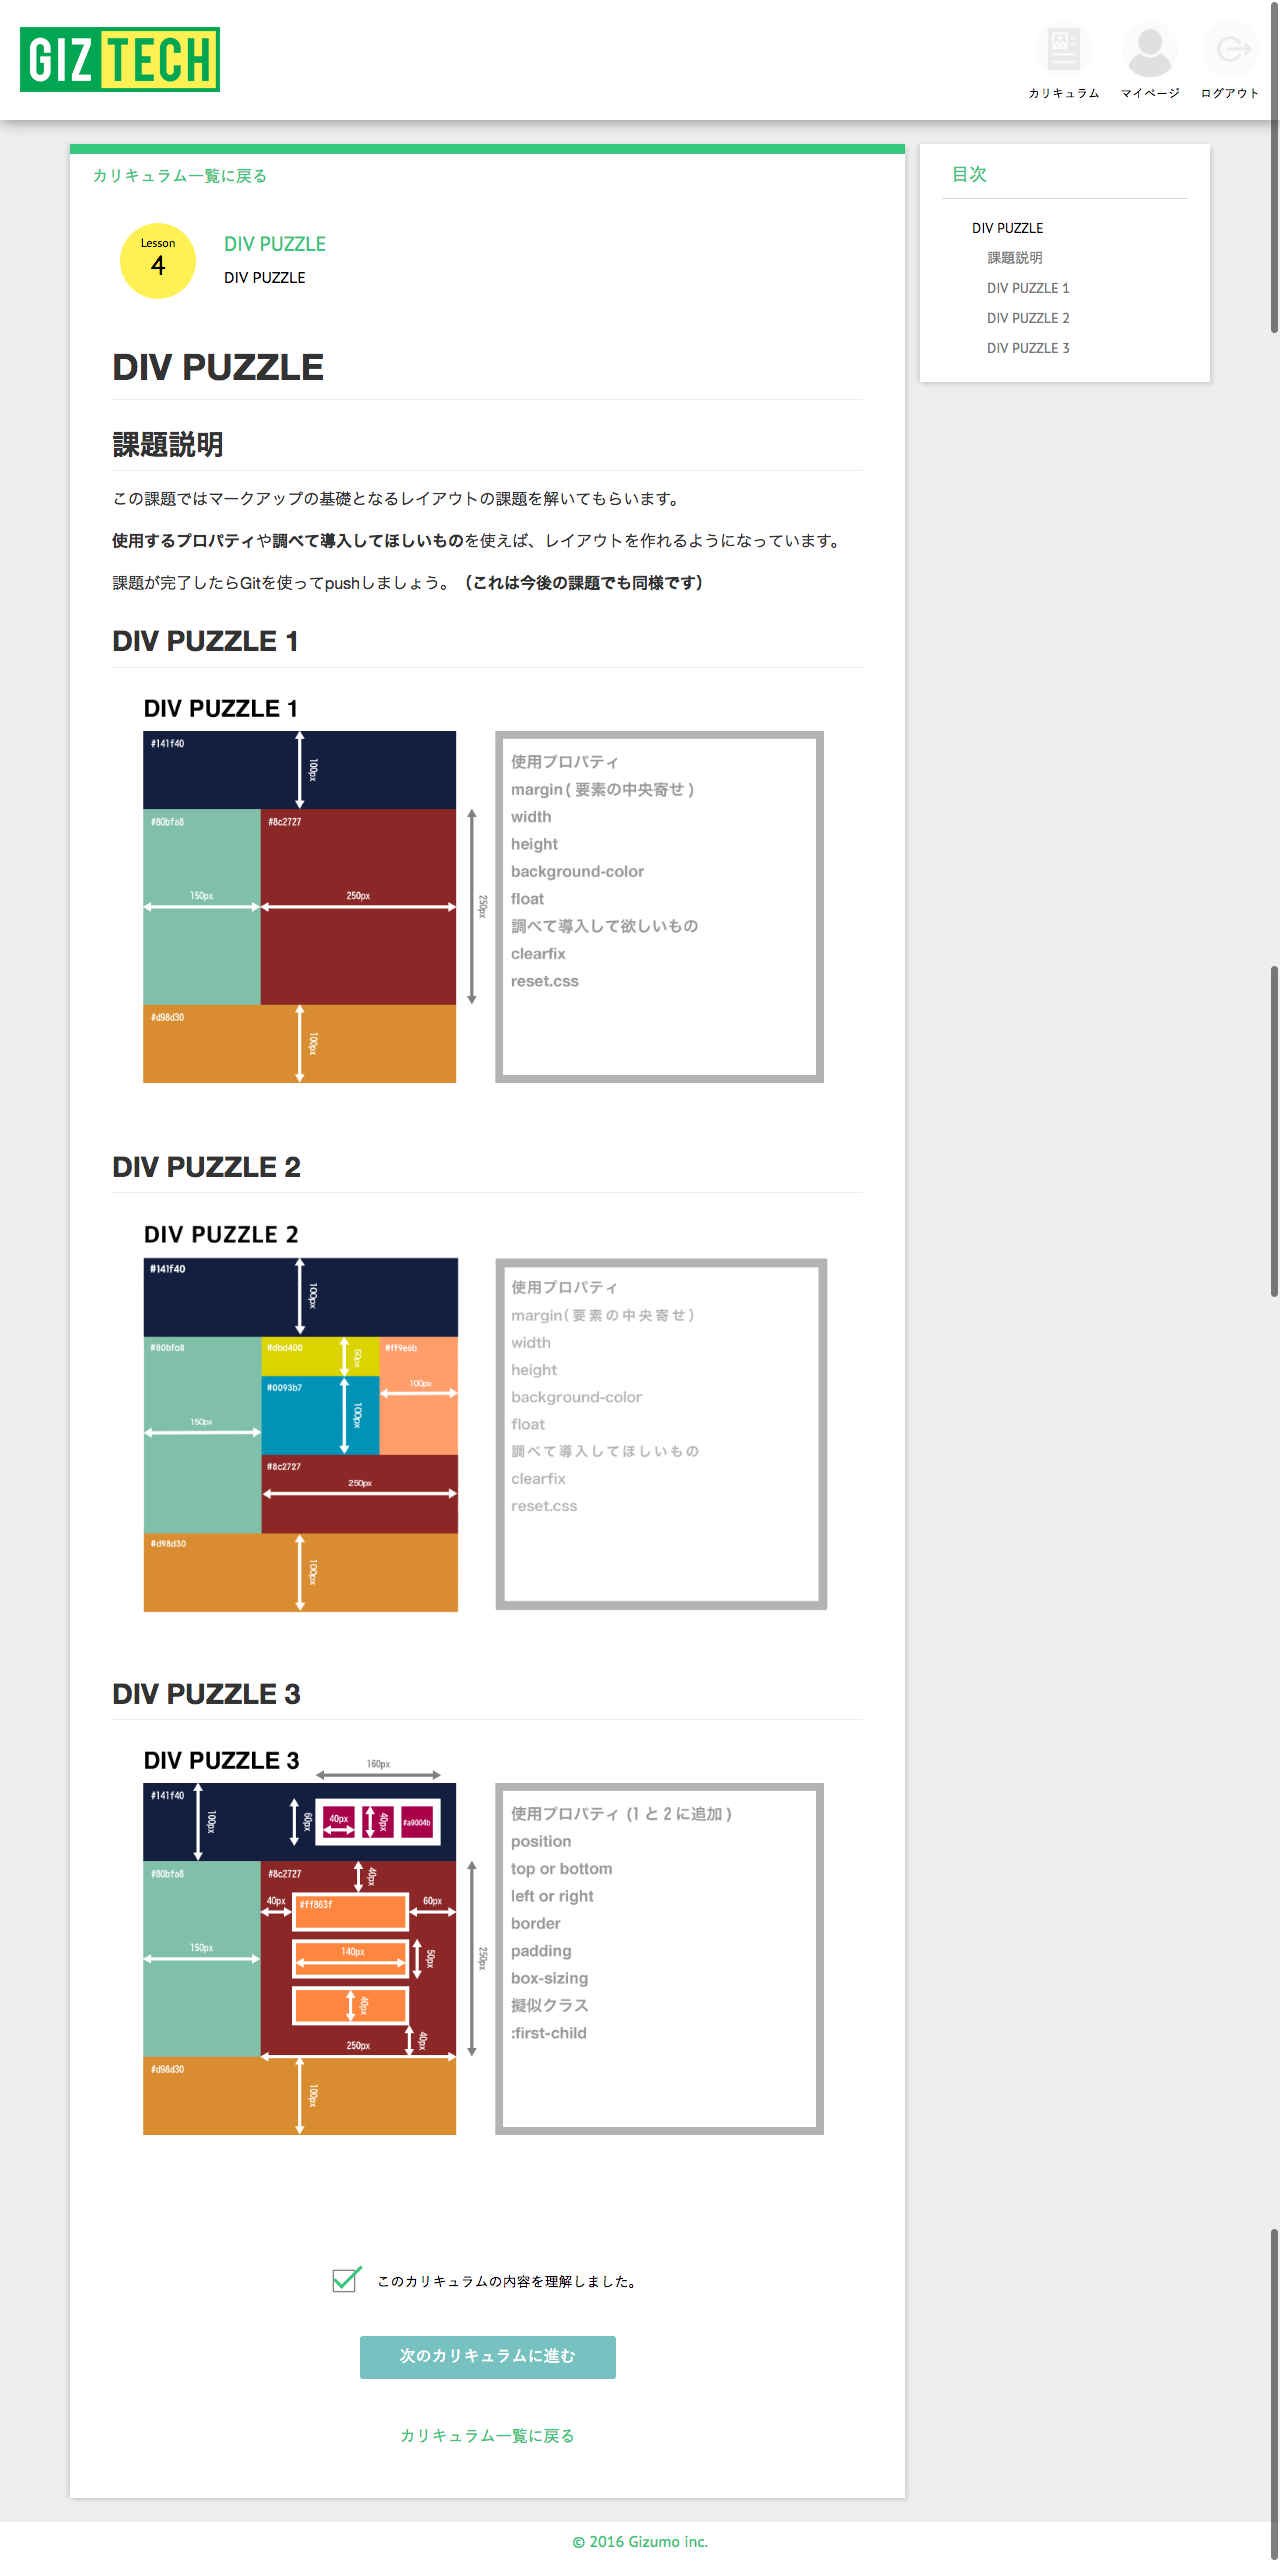 GIZTECH
カリキュラム
マイページ
ログアウト
カリキュラム一覧に戻る
Lesson
4
DIV PUZZLE
DIV PUZZLE
目次
DIV PUZZLE
課題説明
DIV PUZZLE 1
DIV PUZZLE 2
DIV PUZZLE 3
DIV PUZZLE
課題説明
この課題ではマークアップの基礎となるレイアウトの課題を解いてもらいます。
使用するプロパティや調べて導入してほしいものを使えば、レイアウトを作れるようになっています。
課題が完了したらGitを使ってpushしましょう。（これは今後の課題でも同様です）
DIV PUZZLE 1
DIV PUZZLE 1
#141f40
100px
#80bfa8
#8c2727
150px
250px
250px
#d98d30
100px
使用プロパティ
margin ( 要素の中央寄せ )
width
height
background-color
float
調べて導入して欲しいもの
clearfix
reset.css
DIV PUZZLE 2
DIV PUZZLE 2
#141f40
100px
#80bfa8
#dbd400
50px
#ff9e6b
#0093b7
100px
100px
150px
#8c2727
250px
#d98d30
100px
使用プロパティ
margin(要素の中央寄せ)
width
height
background-color
float
調べて導入してほしいもの
clearfix
reset.css
DIV PUZZLE 3
DIV PUZZLE 3
160px
#141f40
100px
60px
40px
40px
#a9004b
#80bfa8
#8c2727
40px
40px
#ff863f
60px
150px
140px
50px
250px
40px
40px
250px
#d98d30
100px
使用プロパティ (1 と 2 に追加 )
position
top or bottom
left or right
border
padding
box-sizing
擬似クラス
:first-child
このカリキュラムの内容を理解しました。
次のカリキュラムに進む
カリキュラム一覧に戻る
© 2016 Gizumo inc.